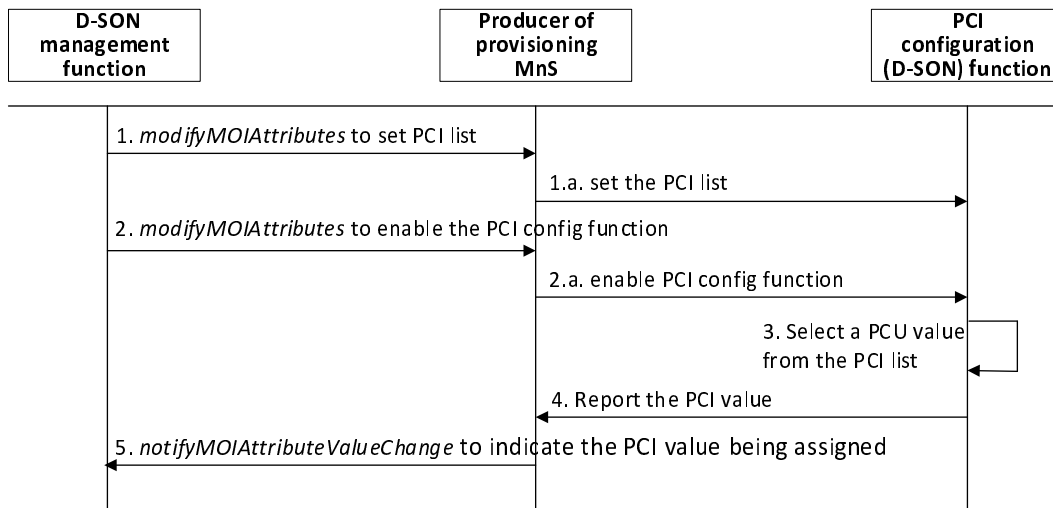 D-SON
management
function
Producer of
provisioning
MnS
PCI
configuration
(D-SON) function
1. modifyMOIAttributes to set PCI list
1.a. set the PCI list
2. modifyMOIAttributes to enable the PCI config function
2.a. enable PCI config function
3. Select a PCU value
from the PCI list
4. Report the PCI value
5. notifyMOIAttributeValueChange to indicate the PCI value being assigned